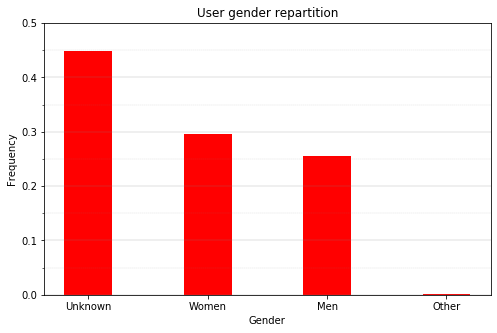 User gender repartition
Frequency
0.5
0.4
0.3
0.2
0.1
0.0
Unknown
Women
Men
Other
Gender